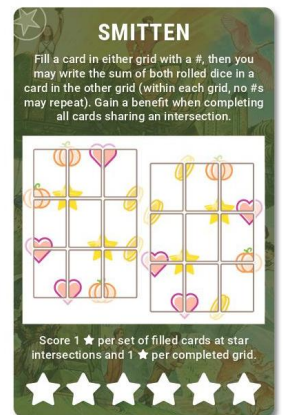 SMITTEN
Fill a card in either grid with a #, then you
may write the sum of both rolled dice in a
card in the other grid (within each grid, no #s
may repeat). Gain a benefit when completing
all cards sharing an intersection.
Score 1 ★ per set of filled cards at star
intersections and 1 ★ per completed grid.